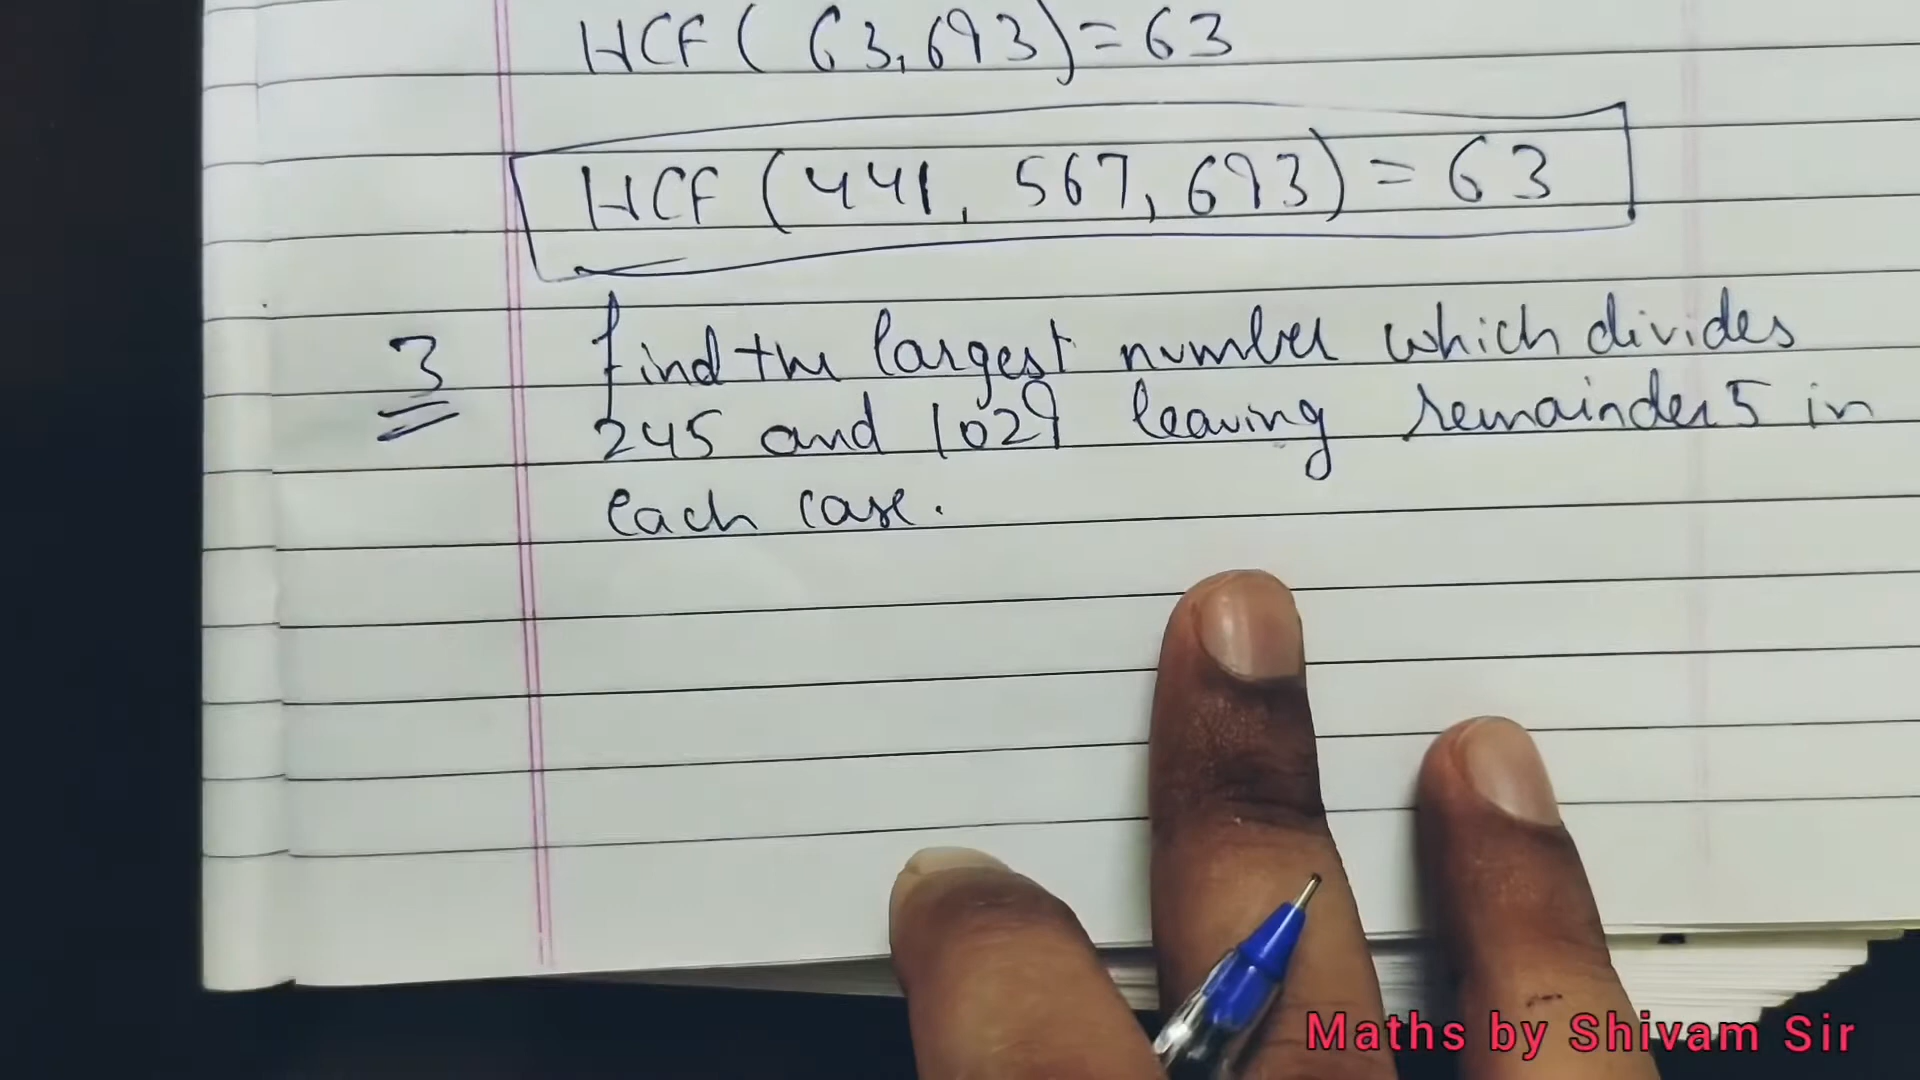 HCF ( 63, 693) = 63
HCF (441, 567, 693) = 63
3 find the largest number which divides
245 and 1029 leaving remainder 5 in
each case.
Maths by Shivam Sir